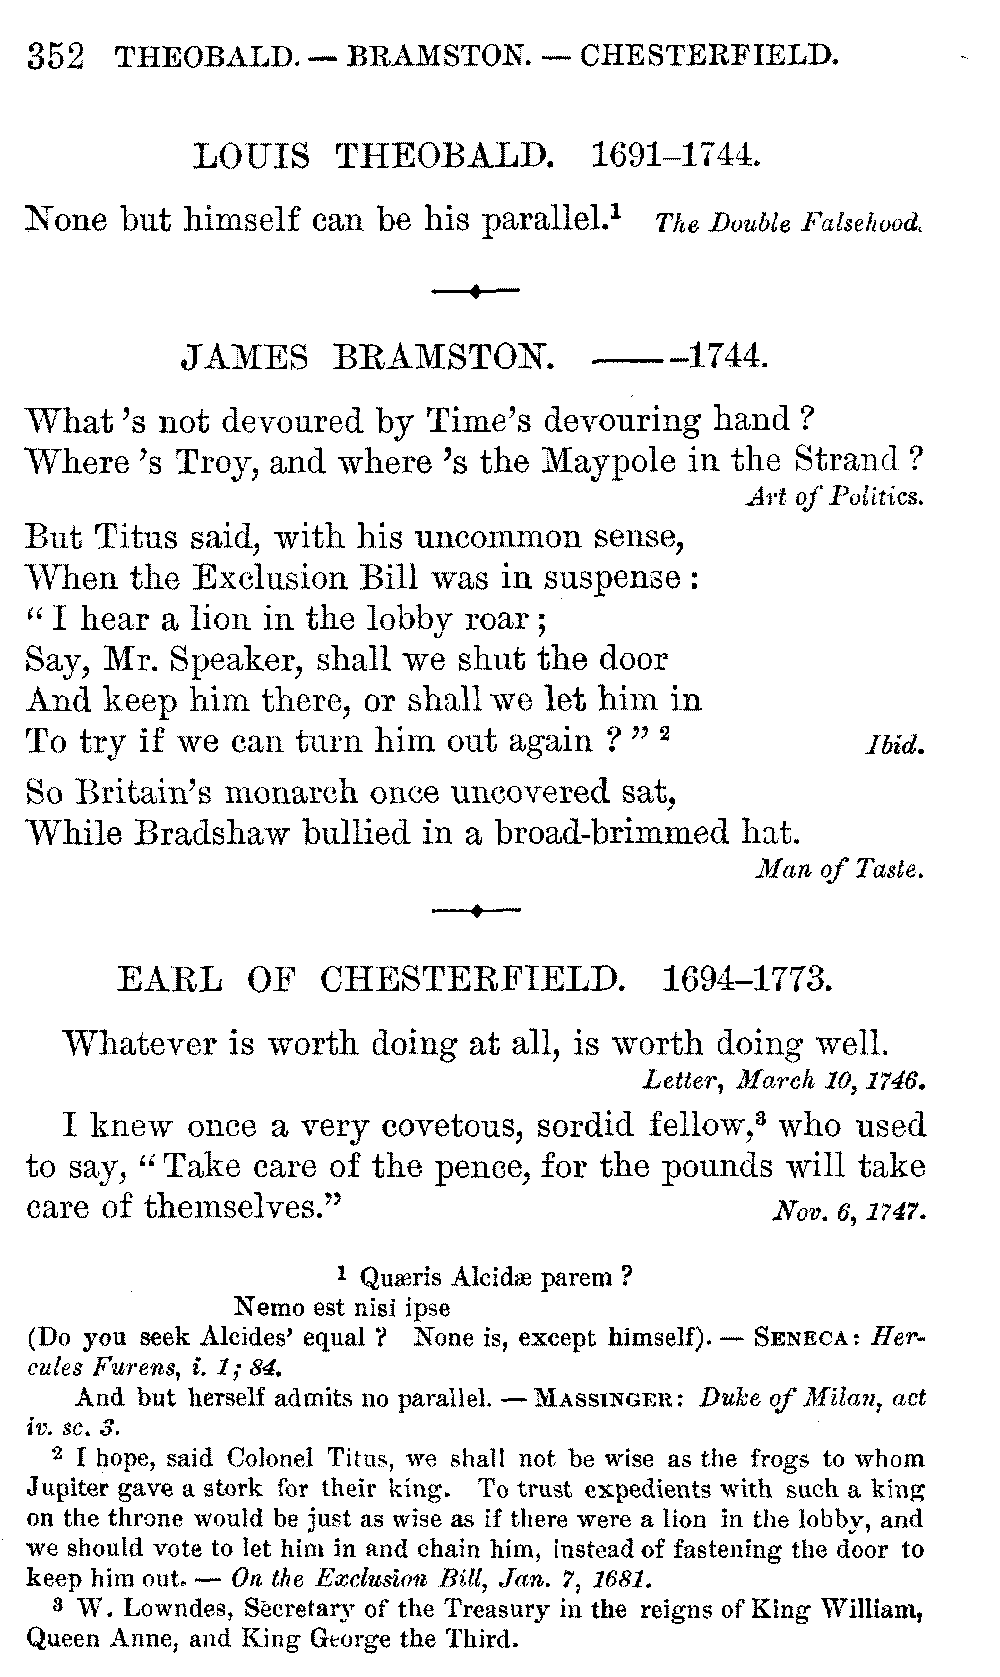 352 THEOBALD. — BRAMSTON. — CHESTERFIELD.
LOUIS THEOBALD. 1691–1744.
None but himself can be his parallel.¹ The Double Falsehood.
JAMES BRAMSTON. ——–1744.
What 's not devoured by Time's devouring hand ?
Where 's Troy, and where 's the Maypole in the Strand ?
Art of Politics.
But Titus said, with his uncommon sense,
When the Exclusion Bill was in suspense :
" I hear a lion in the lobby roar ;
Say, Mr. Speaker, shall we shut the door
And keep him there, or shall we let him in
To try if we can turn him out again ? " ² Ibid.
So Britain's monarch once uncovered sat,
While Bradshaw bullied in a broad-brimmed hat.
Man of Taste.
EARL OF CHESTERFIELD. 1694–1773.
Whatever is worth doing at all, is worth doing well.
Letter, March 10, 1746.
I knew once a very covetous, sordid fellow,³ who used
to say, " Take care of the pence, for the pounds will take
care of themselves." Nov. 6, 1747.
¹ Quæris Alcidæ parem ?
Nemo est nisi ipse
(Do you seek Alcides' equal ? None is, except himself). — SENECA: Her-
cules Furens, i. 1; 84.
And but herself admits no parallel. — MASSINGER: Duke of Milan, act
iv. sc. 3.
² I hope, said Colonel Titus, we shall not be wise as the frogs to whom
Jupiter gave a stork for their king. To trust expedients with such a king
on the throne would be just as wise as if there were a lion in the lobby, and
we should vote to let him in and chain him, instead of fastening the door to
keep him out. — On the Exclusion Bill, Jan. 7, 1681.
³ W. Lowndes, Secretary of the Treasury in the reigns of King William,
Queen Anne, and King George the Third.